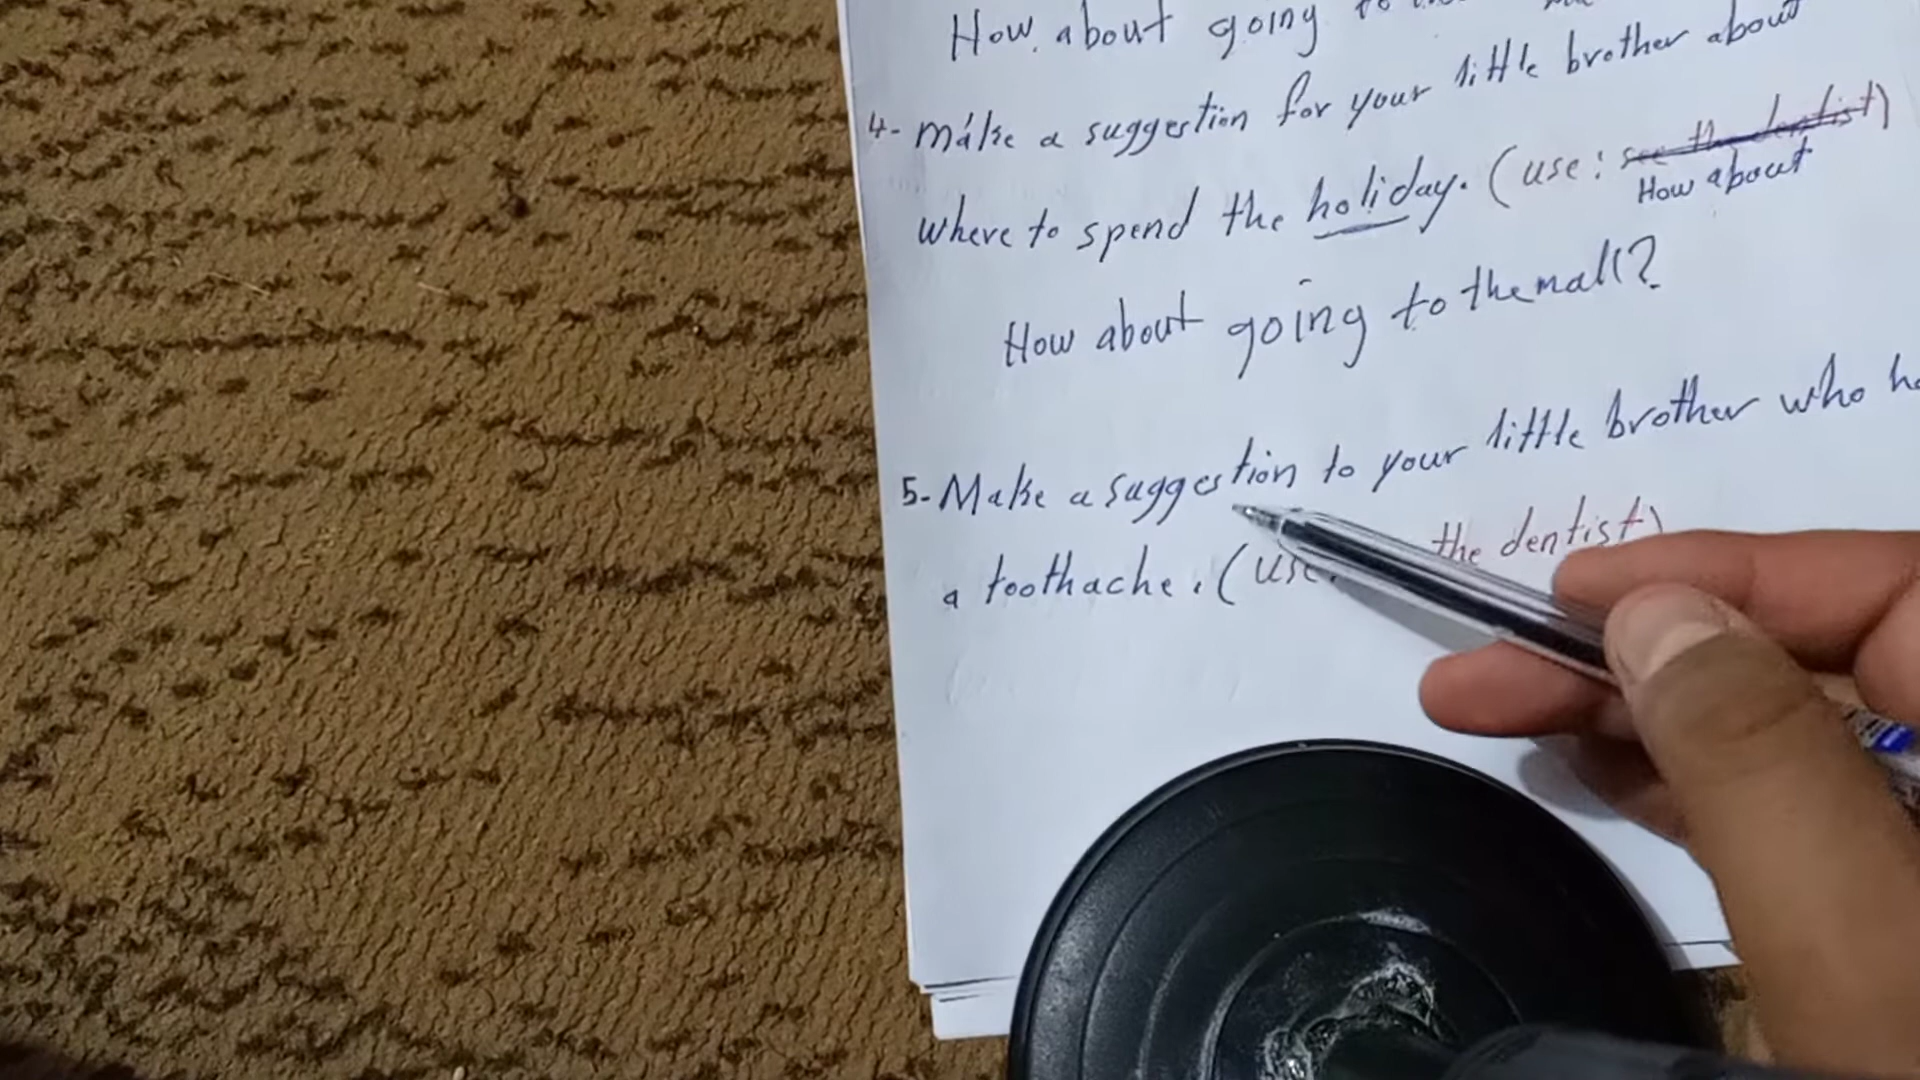 How about going to
4- make a suggestion for your little brother about
where to spend the holiday. (use: see the dentist)
How about
How about going to the mall?
5- Make a suggestion to your little brother who
a toothache. (use the dentist)